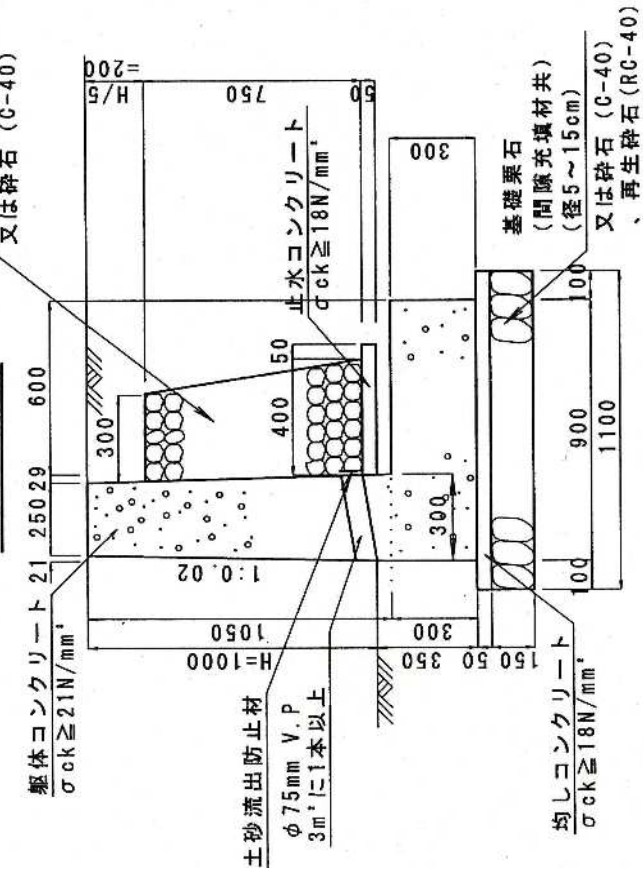 又は砕石 (C-40)
600
29
250
21
躯体コンクリート
σck≧21N/mm²
=200
H/5
750
50
300
300
400
50
止水コンクリート
σck≧18N/mm²
1:0.02
1050
300
H=1000
350
50
150
300
土砂流出防止材
φ75mm V.P
3m²に1本以上
基礎栗石
(間隙充填材共)
(径5~15cm)
又は砕石 (C-40)
、再生砕石(RC-40)
100
900
100
1100
均しコンクリート
σck≧18N/mm²